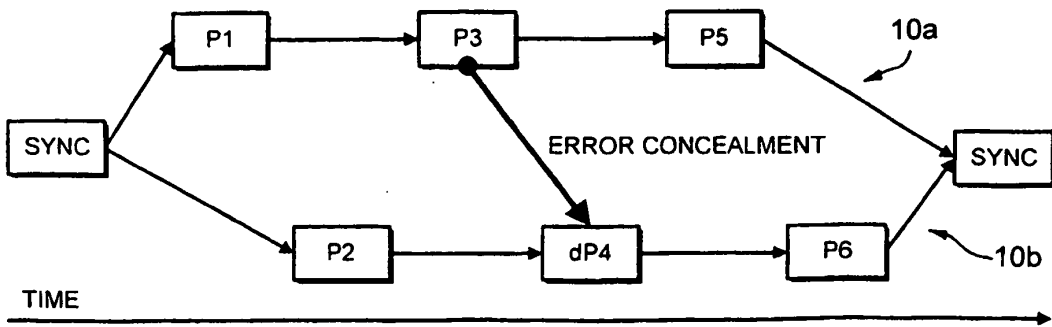 P1
P3
P5
10a
SYNC
ERROR CONCEALMENT
SYNC
P2
dP4
P6
10b
TIME